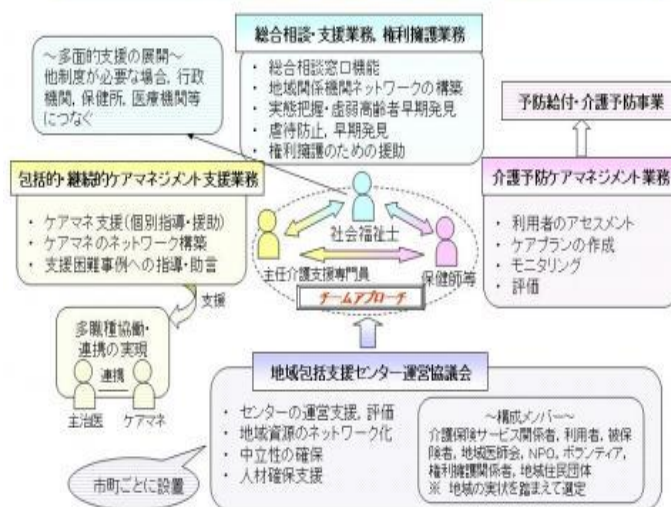 総合相談・支援業務，権利擁護業務
・ 総合相談窓口機能
・ 地域関係機関ネットワークの構築
・ 実態把握・虚弱高齢者早期発見
・ 虐待防止，早期発見
・ 権利擁護のための援助
～多面的支援の展開～
他制度が必要な場合，行政
機関，保健所，医療機関等
につなぐ
予防給付・介護予防事業
包括的・継続的ケアマネジメント支援業務
・ ケアマネ支援（個別指導・援助）
・ ケアマネのネットワーク構築
・ 支援困難事例への指導・助言
介護予防ケアマネジメント業務
・ 利用者のアセスメント
・ ケアプランの作成
・ モニタリング
・ 評価
社会福祉士
主任介護支援専門員
保健師等
チームアプローチ
支援
多職種協働・
連携の実現
連携
主治医
ケアマネ
地域包括支援センター運営協議会
・ センターの運営支援，評価
・ 地域資源のネットワーク化
・ 中立性の確保
・ 人材確保支援
～構成メンバー～
介護保険サービス関係者，利用者，被保
険者，地域医師会，NPO，ボランティア，
権利擁護関係者，地域住民団体
※ 地域の実状を踏まえて選定
市町ごとに設置